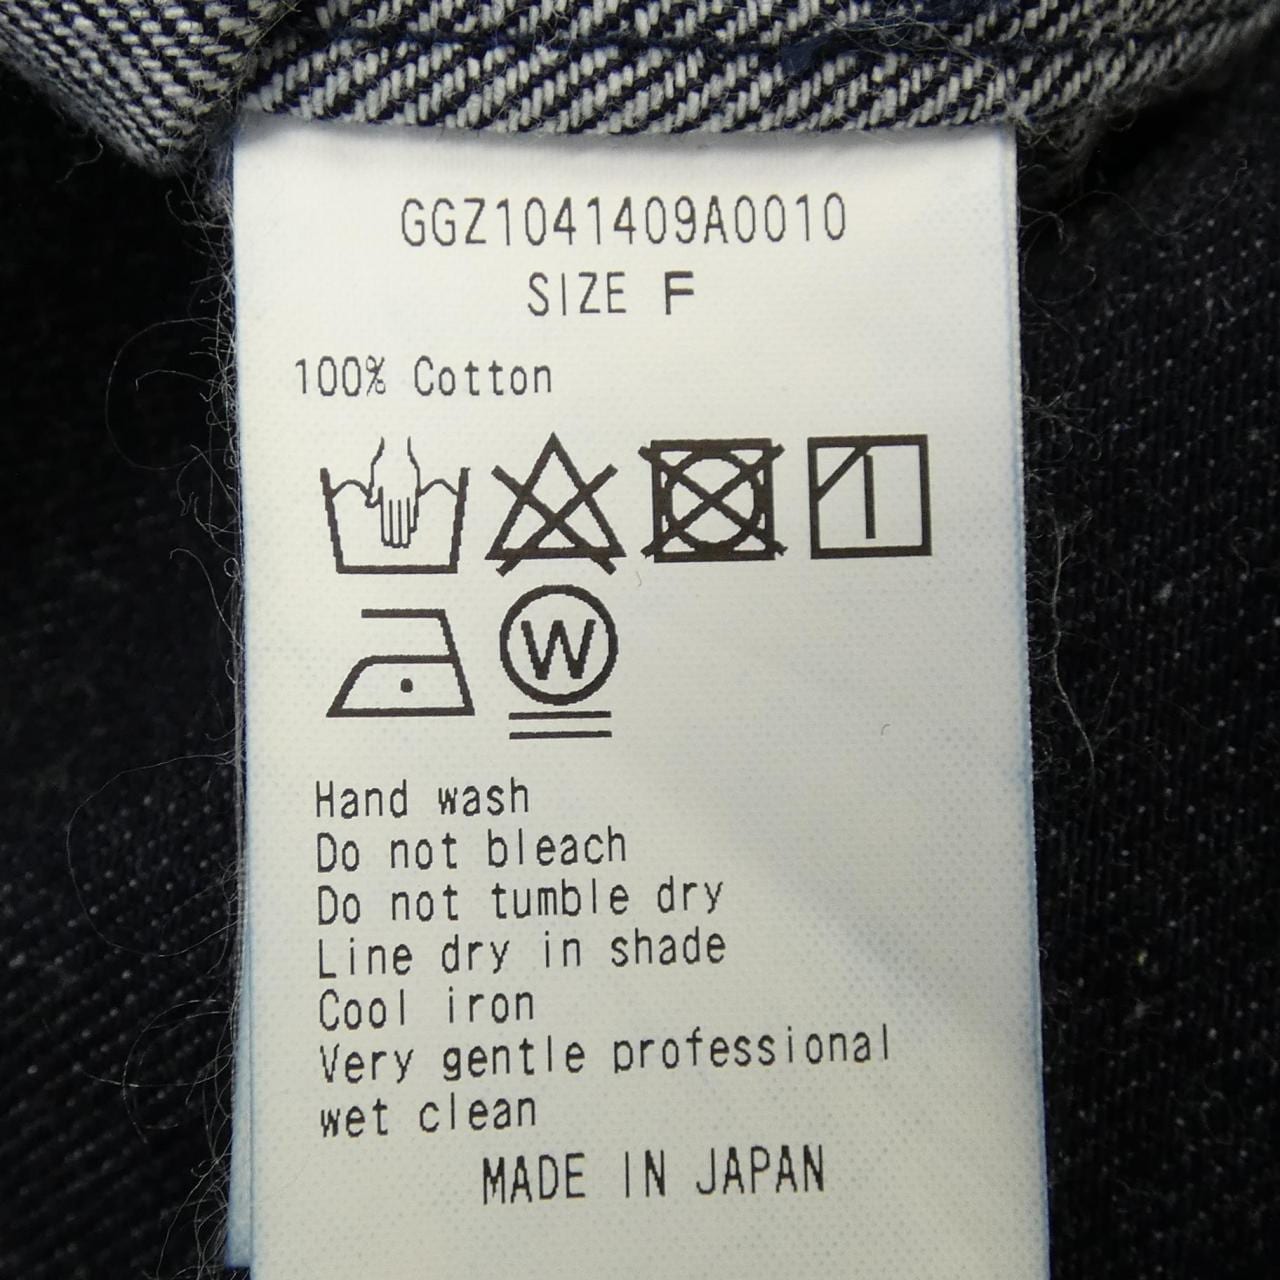 GGZ1041409A0010
SIZE F
100% Cotton
W
Hand wash
Do not bleach
Do not tumble dry
Line dry in shade
Cool iron
Very gentle professional
wet clean
MADE IN JAPAN